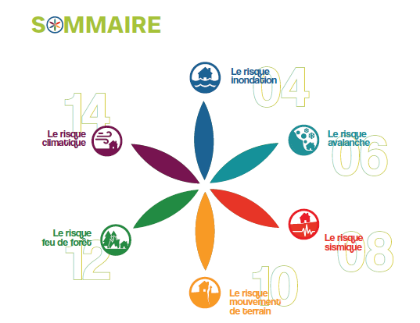 SOMMAIRE
Le risque
inondation
04
Le risque
avalanche
06
Le risque
sismique
08
Le risque
mouvement
de terrain
10
Le risque
feu de forêt
12
Le risque
climatique
14